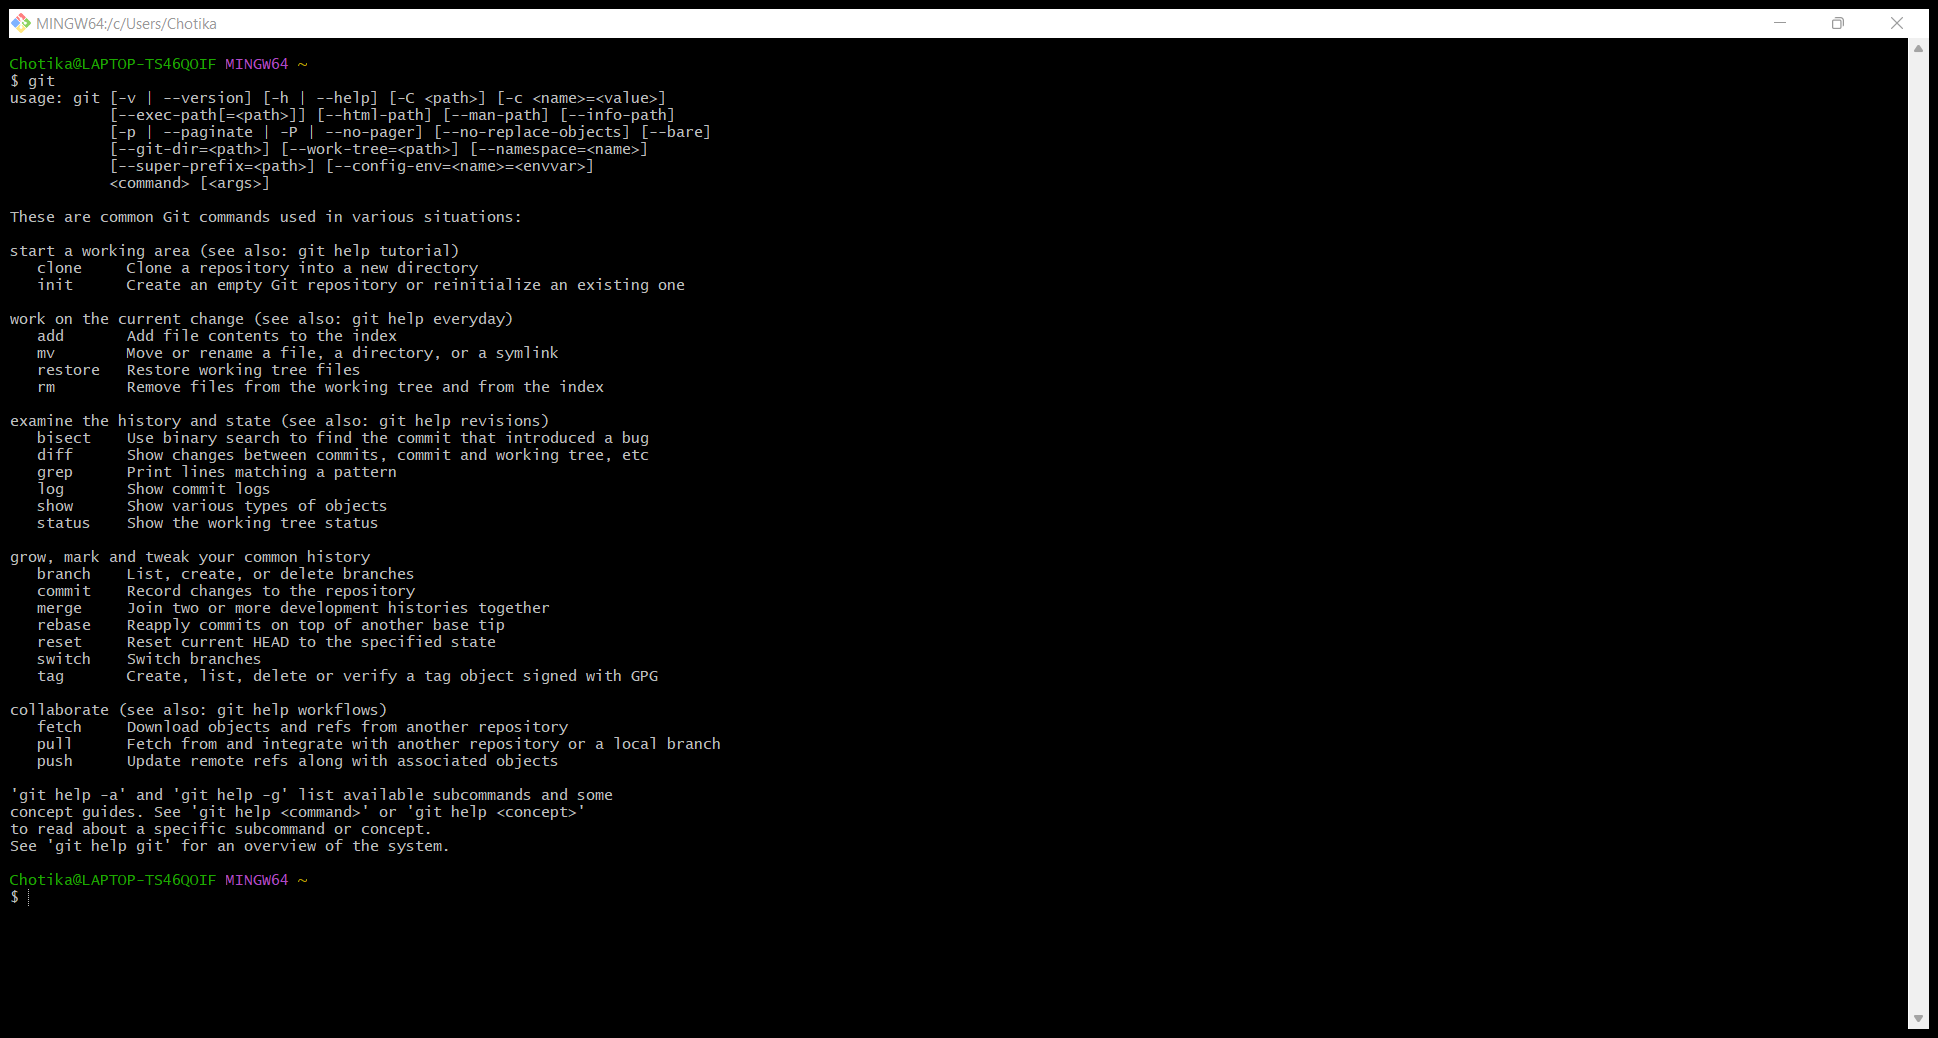 MINGW64:/c/Users/Chotika
Chotika@LAPTOP-TS46QOIF MINGW64 ~
$ git
usage: git [-v | --version] [-h | --help] [-C <path>] [-c <name>=<value>]
           [--exec-path[=<path>]] [--html-path] [--man-path] [--info-path]
           [-p | --paginate | -P | --no-pager] [--no-replace-objects] [--bare]
           [--git-dir=<path>] [--work-tree=<path>] [--namespace=<name>]
           [--super-prefix=<path>] [--config-env=<name>=<envvar>]
           <command> [<args>]
These are common Git commands used in various situations:
start a working area (see also: git help tutorial)
   clone     Clone a repository into a new directory
   init      Create an empty Git repository or reinitialize an existing one
work on the current change (see also: git help everyday)
   add       Add file contents to the index
   mv        Move or rename a file, a directory, or a symlink
   restore   Restore working tree files
   rm        Remove files from the working tree and from the index
examine the history and state (see also: git help revisions)
   bisect    Use binary search to find the commit that introduced a bug
   diff      Show changes between commits, commit and working tree, etc
   grep      Print lines matching a pattern
   log       Show commit logs
   show      Show various types of objects
   status    Show the working tree status
grow, mark and tweak your common history
   branch    List, create, or delete branches
   commit    Record changes to the repository
   merge     Join two or more development histories together
   rebase    Reapply commits on top of another base tip
   reset     Reset current HEAD to the specified state
   switch    Switch branches
   tag       Create, list, delete or verify a tag object signed with GPG
collaborate (see also: git help workflows)
   fetch     Download objects and refs from another repository
   pull      Fetch from and integrate with another repository or a local branch
   push      Update remote refs along with associated objects
'git help -a' and 'git help -g' list available subcommands and some
concept guides. See 'git help <command>' or 'git help <concept>'
to read about a specific subcommand or concept.
See 'git help git' for an overview of the system.
Chotika@LAPTOP-TS46QOIF MINGW64 ~
$